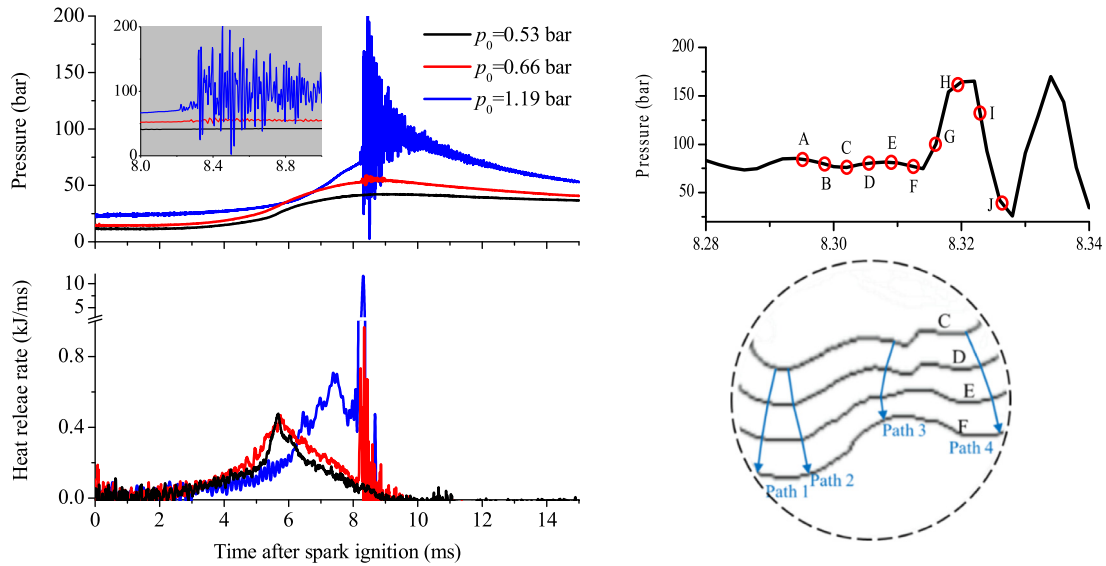 Pressure (bar)
200
150
100
50
0
200
100
0
8.0
8.4
8.8
p0=0.53 bar
p0=0.66 bar
p0=1.19 bar
Heat releae rate (kJ/ms)
10
5
0.8
0.4
0.0
0
2
4
6
8
10
12
14
Time after spark ignition (ms)
Pressure (bar)
200
150
100
50
A
B
C
D
E
F
G
H
I
J
8.28
8.30
8.32
8.34
C
D
E
F
Path 1
Path 2
Path 3
Path 4